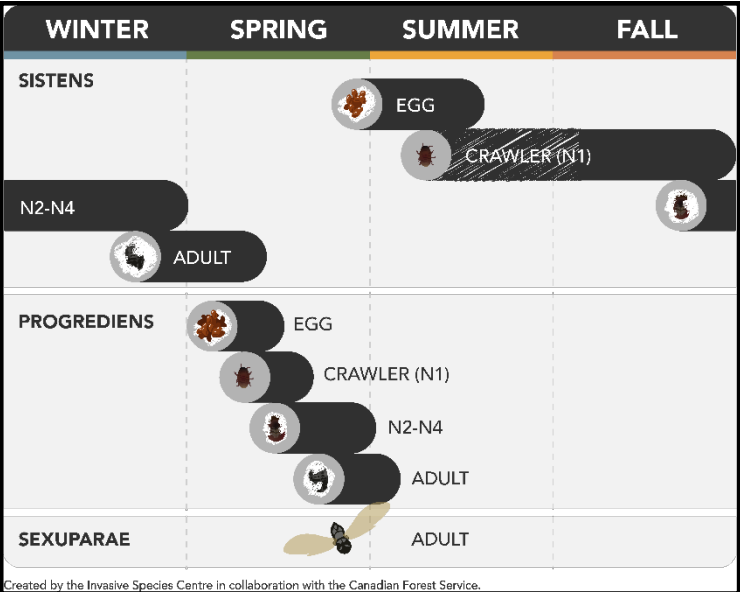 WINTER SPRING SUMMER FALL
SISTENS
EGG
CRAWLER (N1)
N2-N4
ADULT
PROGREDIENS
EGG
CRAWLER (N1)
N2-N4
ADULT
SEXUPARAE
ADULT
Created by the Invasive Species Centre in collaboration with the Canadian Forest Service.